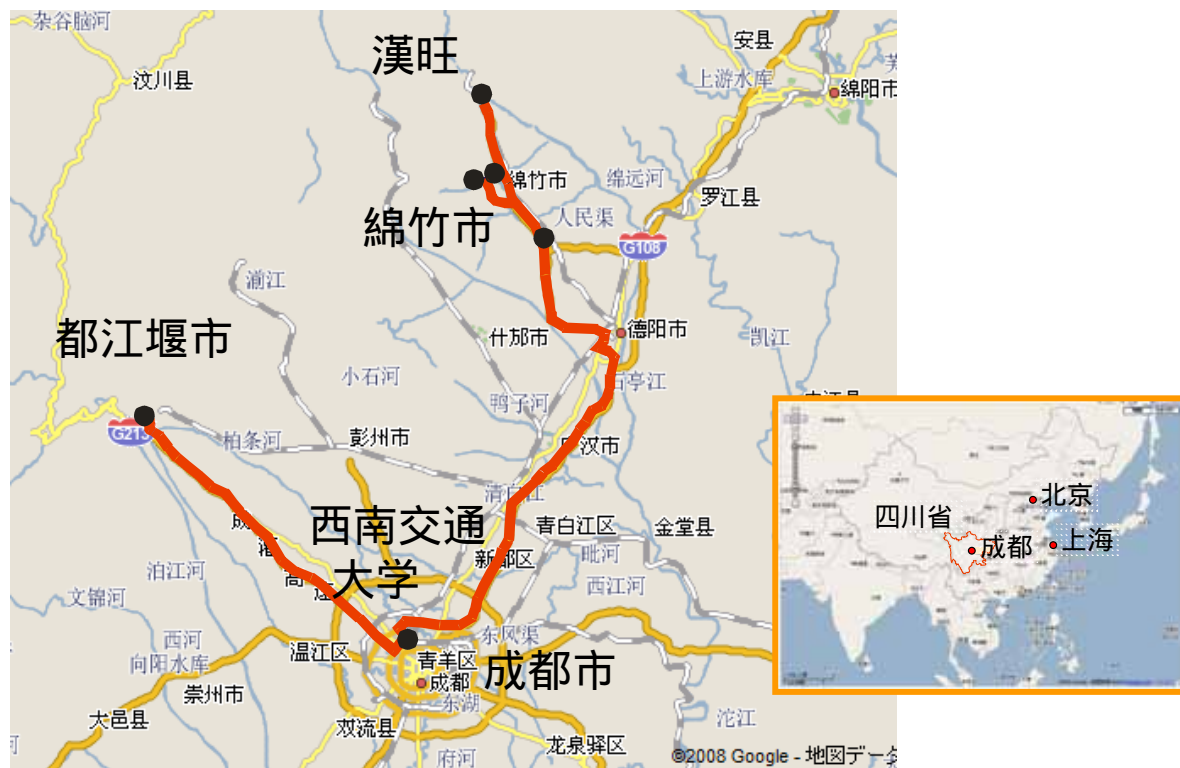 杂谷脑河
漢旺
安县
汶川县
上游水库
绵阳市
绵竹市
绵远河
罗江县
綿竹市
人民渠
G108
湔江
都江堰市
什邡市
德阳市
凯江
小石河
石亭江
鸭子河
G213
柏条河
彭州市
广汉市
清白江
西南交通
大学
青白江区
金堂县
北京
四川省
成都
上海
新都区
毗河
泊江河
西江河
文锦河
西河
向阳水库
温江区
东风渠
青羊区
成都市
成都
崇州市
东湖
大邑县
双流县
沱江
龙泉驿区
府河
©2008 Google - 地図データ